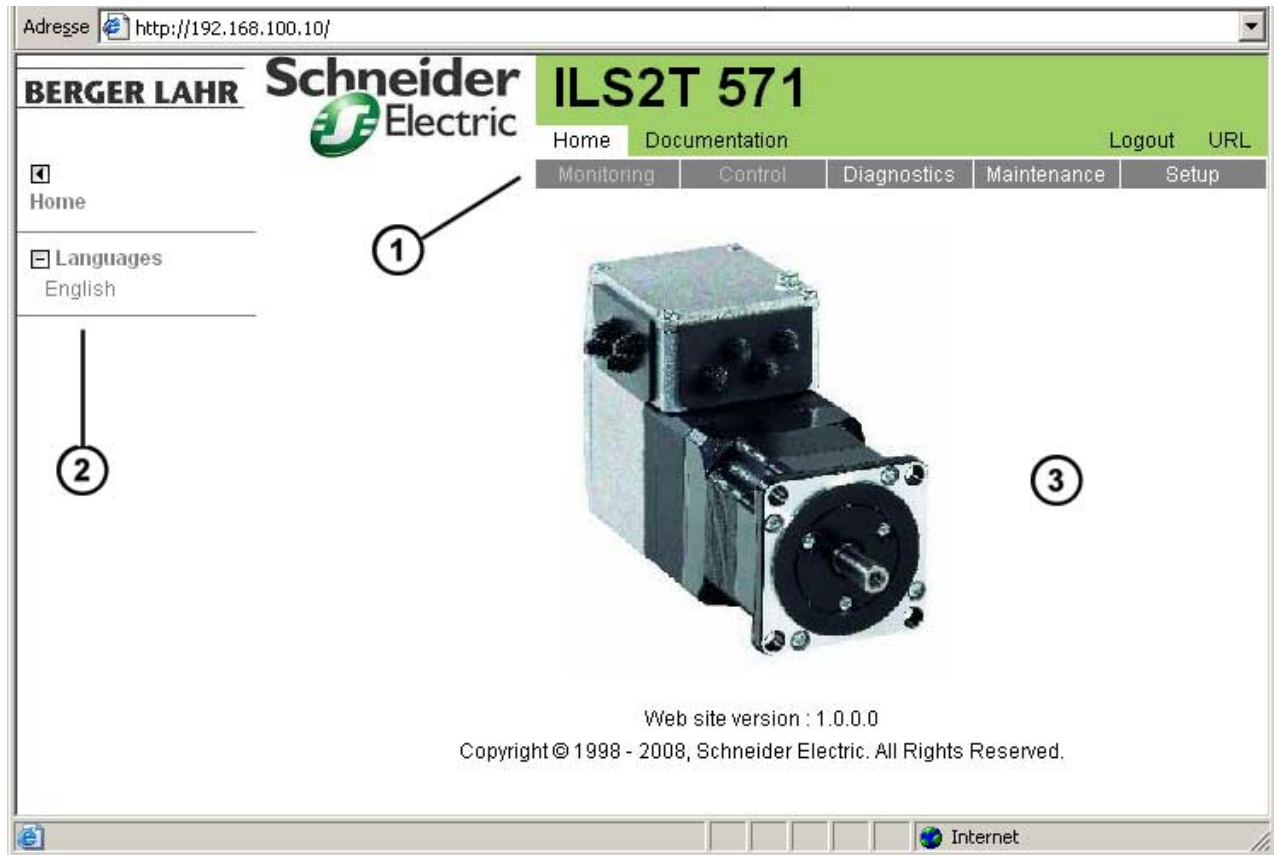 Adresse http://192.168.100.10/
BERGER LAHR
Schneider
Electric
ILS2T 571
Home Documentation Logout URL
Monitoring Control Diagnostics Maintenance Setup
Home
Languages
English
1
2
3
Web site version : 1.0.0.0
Copyright © 1998 - 2008, Schneider Electric. All Rights Reserved.
Internet